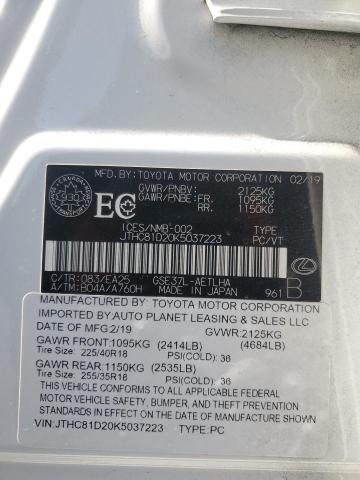 MFD. BY: TOYOTA MOTOR CORPORATION 02/19
GVWR/PNBV: 2125KG
GAWR/PNBE: FR. 1095KG
RR. 1150KG
CANADA
930
TRANSPORT
EC
ICES/NMB-002 TYPE
JTHC81D20K5037223 PC/VT
C/TR: 083/EA25 GSE37L-AETLHA B
A/TM: B04A/A760H MADE IN JAPAN 961
MANUFACTURED BY: TOYOTA MOTOR CORPORATION
IMPORTED BY:AUTO PLANET LEASING & SALES LLC
DATE OF MFG:2/19 GVWR:2125KG
GAWR FRONT:1095KG (2414LB) (4684LB)
Tire size: 225/40R18 PSI(COLD): 36
GAWR REAR:1150KG (2535LB)
Tire size: 255/35R18 PSI(COLD): 36
THIS VEHICLE CONFORMS TO ALL APPLICABLE FEDERAL
MOTOR VEHICLE SAFETY, BUMPER, AND THEFT PREVENTION
STANDARDS IN EFFECT ON THE DATE OF MANUFACTURE SHOWN
VIN:JTHC81D20K5037223 TYPE:PC